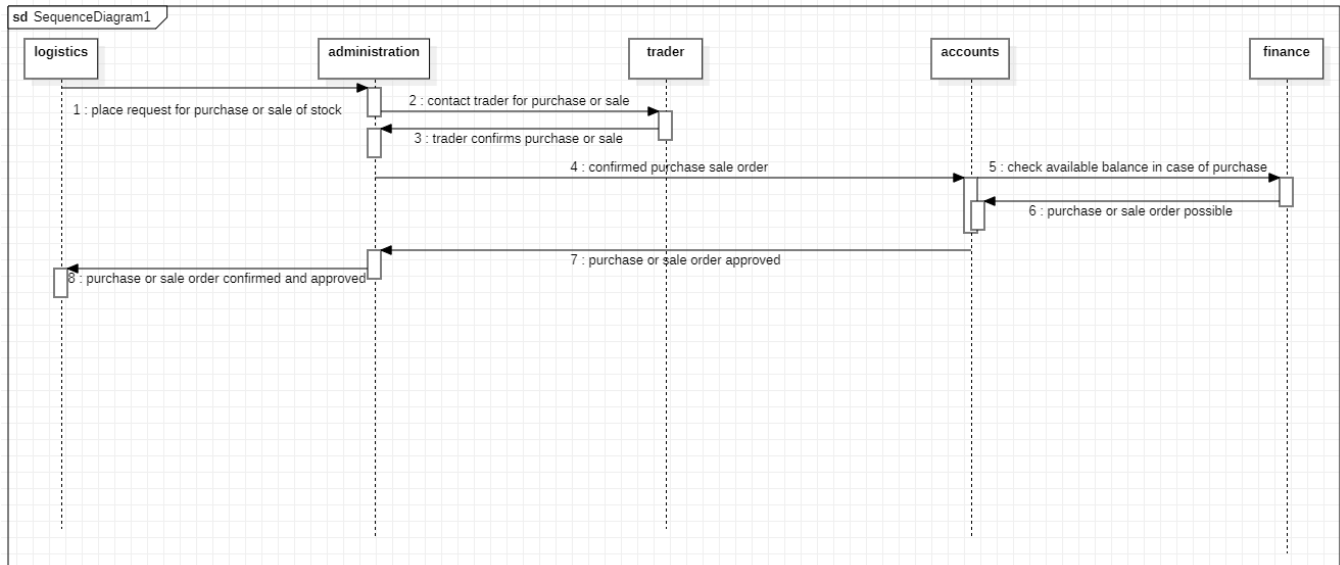 sd SequenceDiagram1
logistics
administration
trader
accounts
finance
1 : place request for purchase or sale of stock
2 : contact trader for purchase or sale
3 : trader confirms purchase or sale
4 : confirmed purchase sale order
5 : check available balance in case of purchase
6 : purchase or sale order possible
7 : purchase or sale order approved
8 : purchase or sale order confirmed and approved